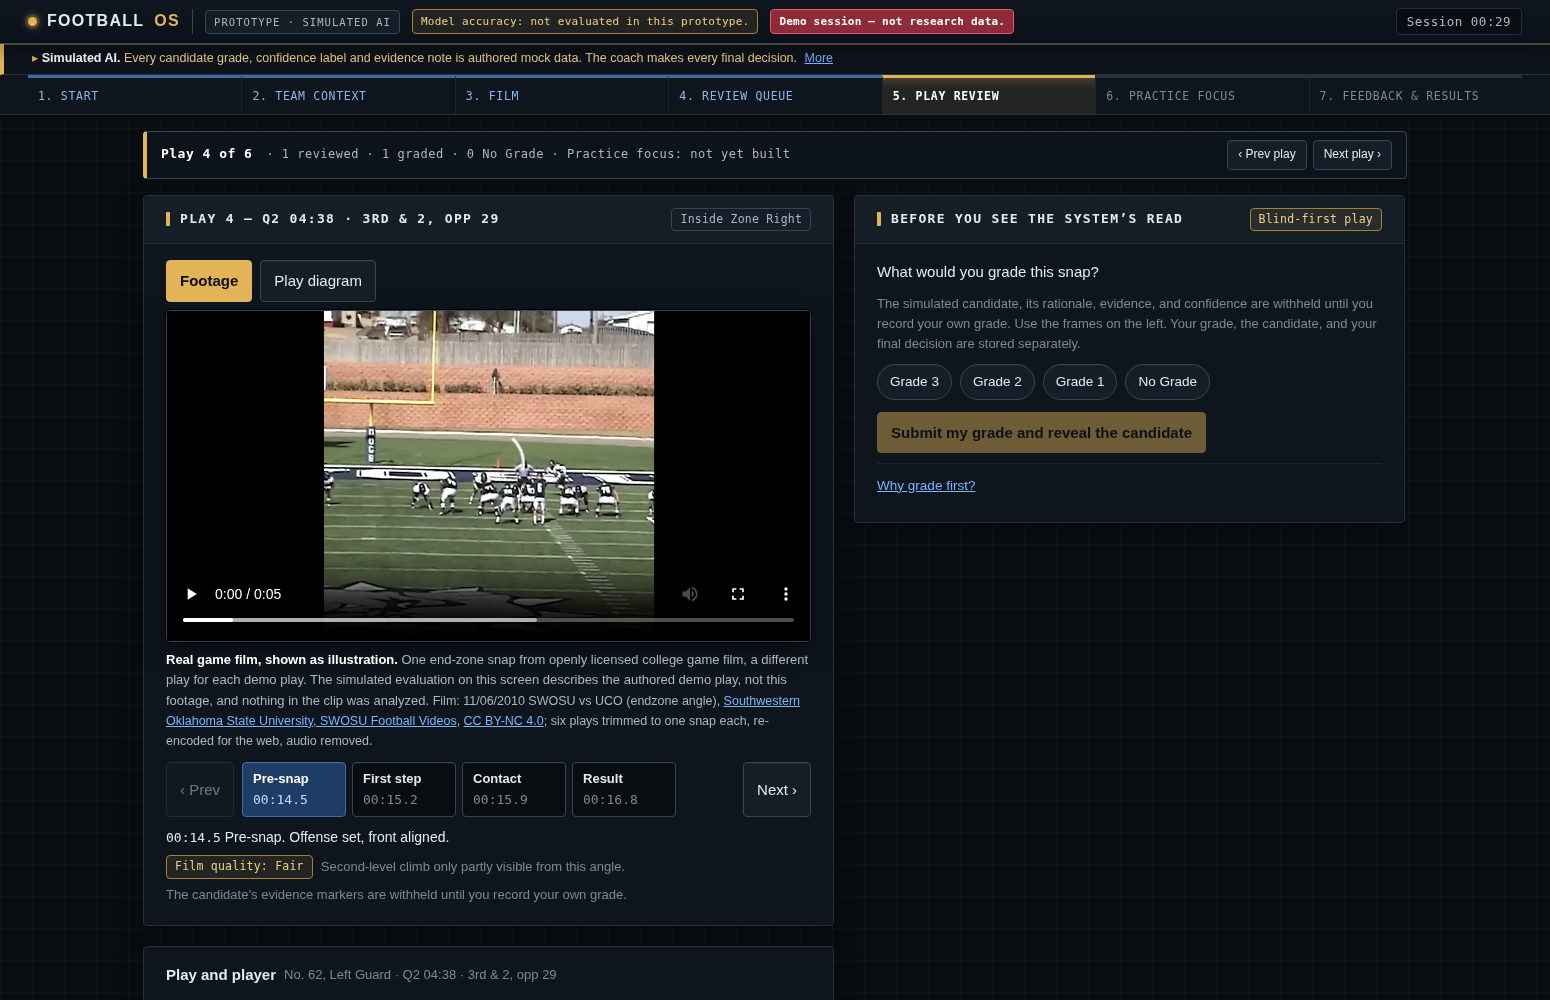 FOOTBALL OS
PROTOTYPE · SIMULATED AI
Model accuracy: not evaluated in this prototype.
Demo session — not research data.
Session 00:29
▸ Simulated AI. Every candidate grade, confidence label and evidence note is authored mock data. The coach makes every final decision. More
1. START
2. TEAM CONTEXT
3. FILM
4. REVIEW QUEUE
5. PLAY REVIEW
6. PRACTICE FOCUS
7. FEEDBACK & RESULTS
Play 4 of 6 · 1 reviewed · 1 graded · 0 No Grade · Practice focus: not yet built
‹ Prev play
Next play ›
PLAY 4 — Q2 04:38 · 3RD & 2, OPP 29
Inside Zone Right
Footage
Play diagram
0:00 / 0:05
Real game film, shown as illustration. One end-zone snap from openly licensed college game film, a different
play for each demo play. The simulated evaluation on this screen describes the authored demo play, not this
footage, and nothing in the clip was analyzed. Film: 11/06/2010 SWOSU vs UCO (endzone angle), Southwestern
Oklahoma State University, SWOSU Football Videos, CC BY-NC 4.0; six plays trimmed to one snap each, re-
encoded for the web, audio removed.
‹ Prev
Pre-snap
00:14.5
First step
00:15.2
Contact
00:15.9
Result
00:16.8
Next ›
00:14.5 Pre-snap. Offense set, front aligned.
Film quality: Fair
Second-level climb only partly visible from this angle.
The candidate’s evidence markers are withheld until you record your own grade.
Play and player No. 62, Left Guard · Q2 04:38 · 3rd & 2, opp 29
BEFORE YOU SEE THE SYSTEM’S READ
Blind-first play
What would you grade this snap?
The simulated candidate, its rationale, evidence, and confidence are withheld until you
record your own grade. Use the frames on the left. Your grade, the candidate, and your
final decision are stored separately.
Grade 3
Grade 2
Grade 1
No Grade
Submit my grade and reveal the candidate
Why grade first?